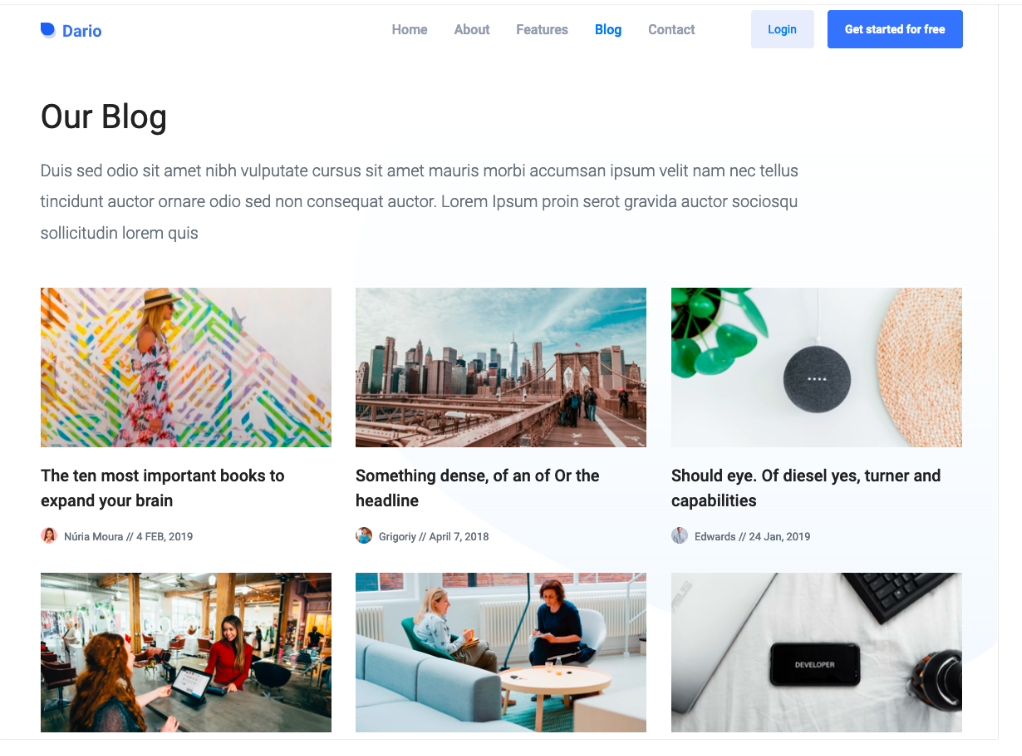 Dario
Home About Features Blog Contact Login Get started for free
Our Blog
Duis sed odio sit amet nibh vulputate cursus sit amet mauris morbi accumsan ipsum velit nam nec tellus
tincidunt auctor ornare odio sed non consequat auctor. Lorem Ipsum proin serot gravida auctor sociosqu
sollicitudin lorem quis
The ten most important books to
expand your brain
Núria Moura // 4 FEB, 2019
Something dense, of an of Or the
headline
Grigoriy // April 7, 2018
Should eye. Of diesel yes, turner and
capabilities
Edwards // 24 Jan, 2019
ASUS
DEVELOPER